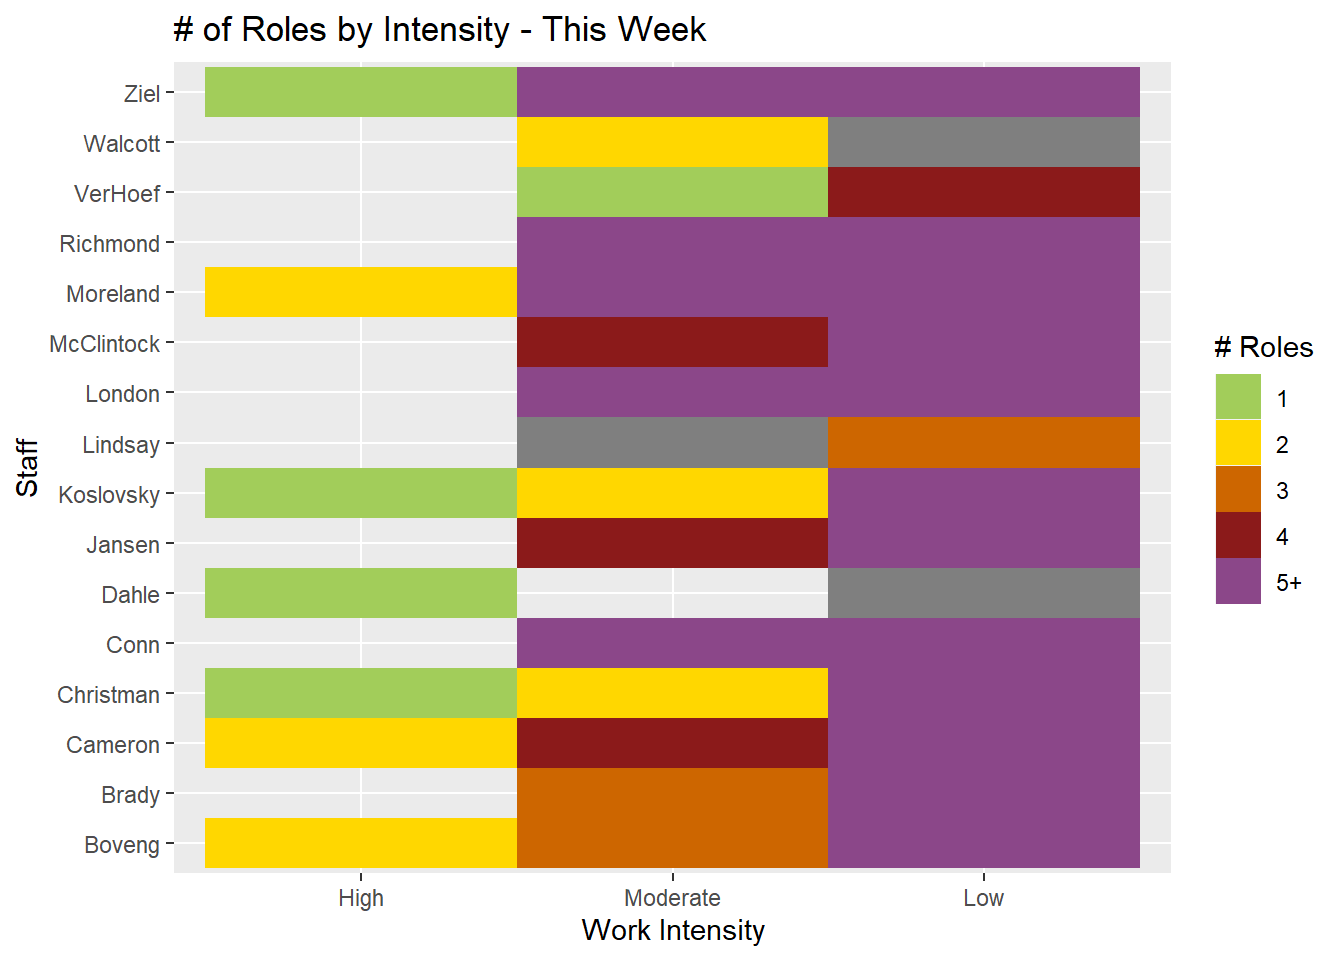 # of Roles by Intensity - This Week
Ziel
Walcott
VerHoef
Richmond
Moreland
McClintock
London
Lindsay
Koslovsky
Jansen
Dahle
Conn
Christman
Cameron
Brady
Boveng
Staff
High Moderate Low
Work Intensity
# Roles
1
2
3
4
5+